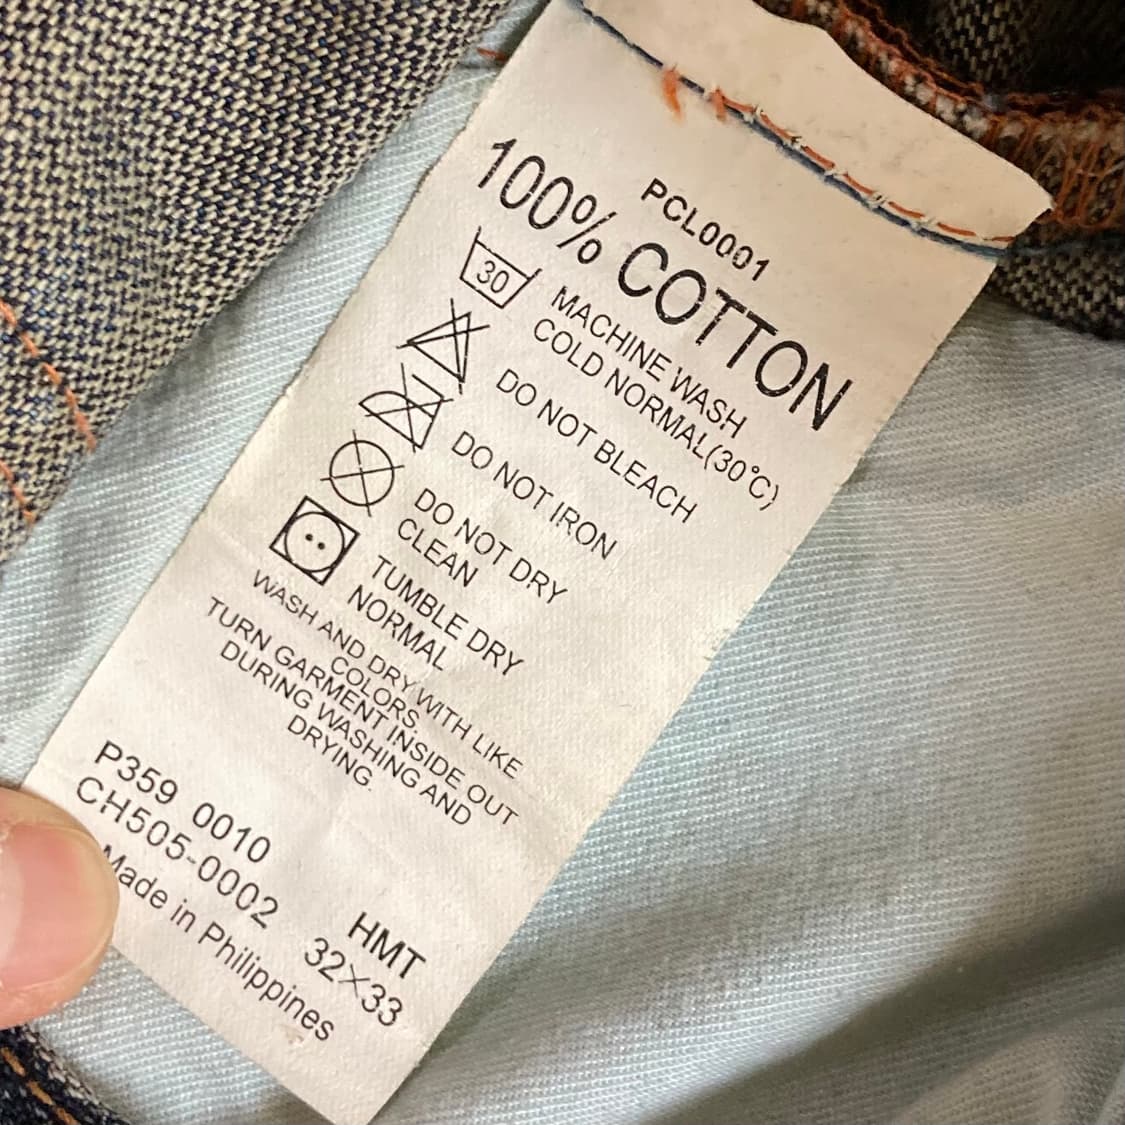 PCL0001
100% COTTON
30
MACHINE WASH
COLD NORMAL(30°C)
DO NOT BLEACH
DO NOT IRON
DO NOT DRY
CLEAN
TUMBLE DRY
NORMAL
WASH AND DRY WITH LIKE
COLORS
TURN GARMENT INSIDE OUT
DURING WASHING AND
DRYING.
P359 0010
CH505-0002
HMT
32×33
Made in Philippines